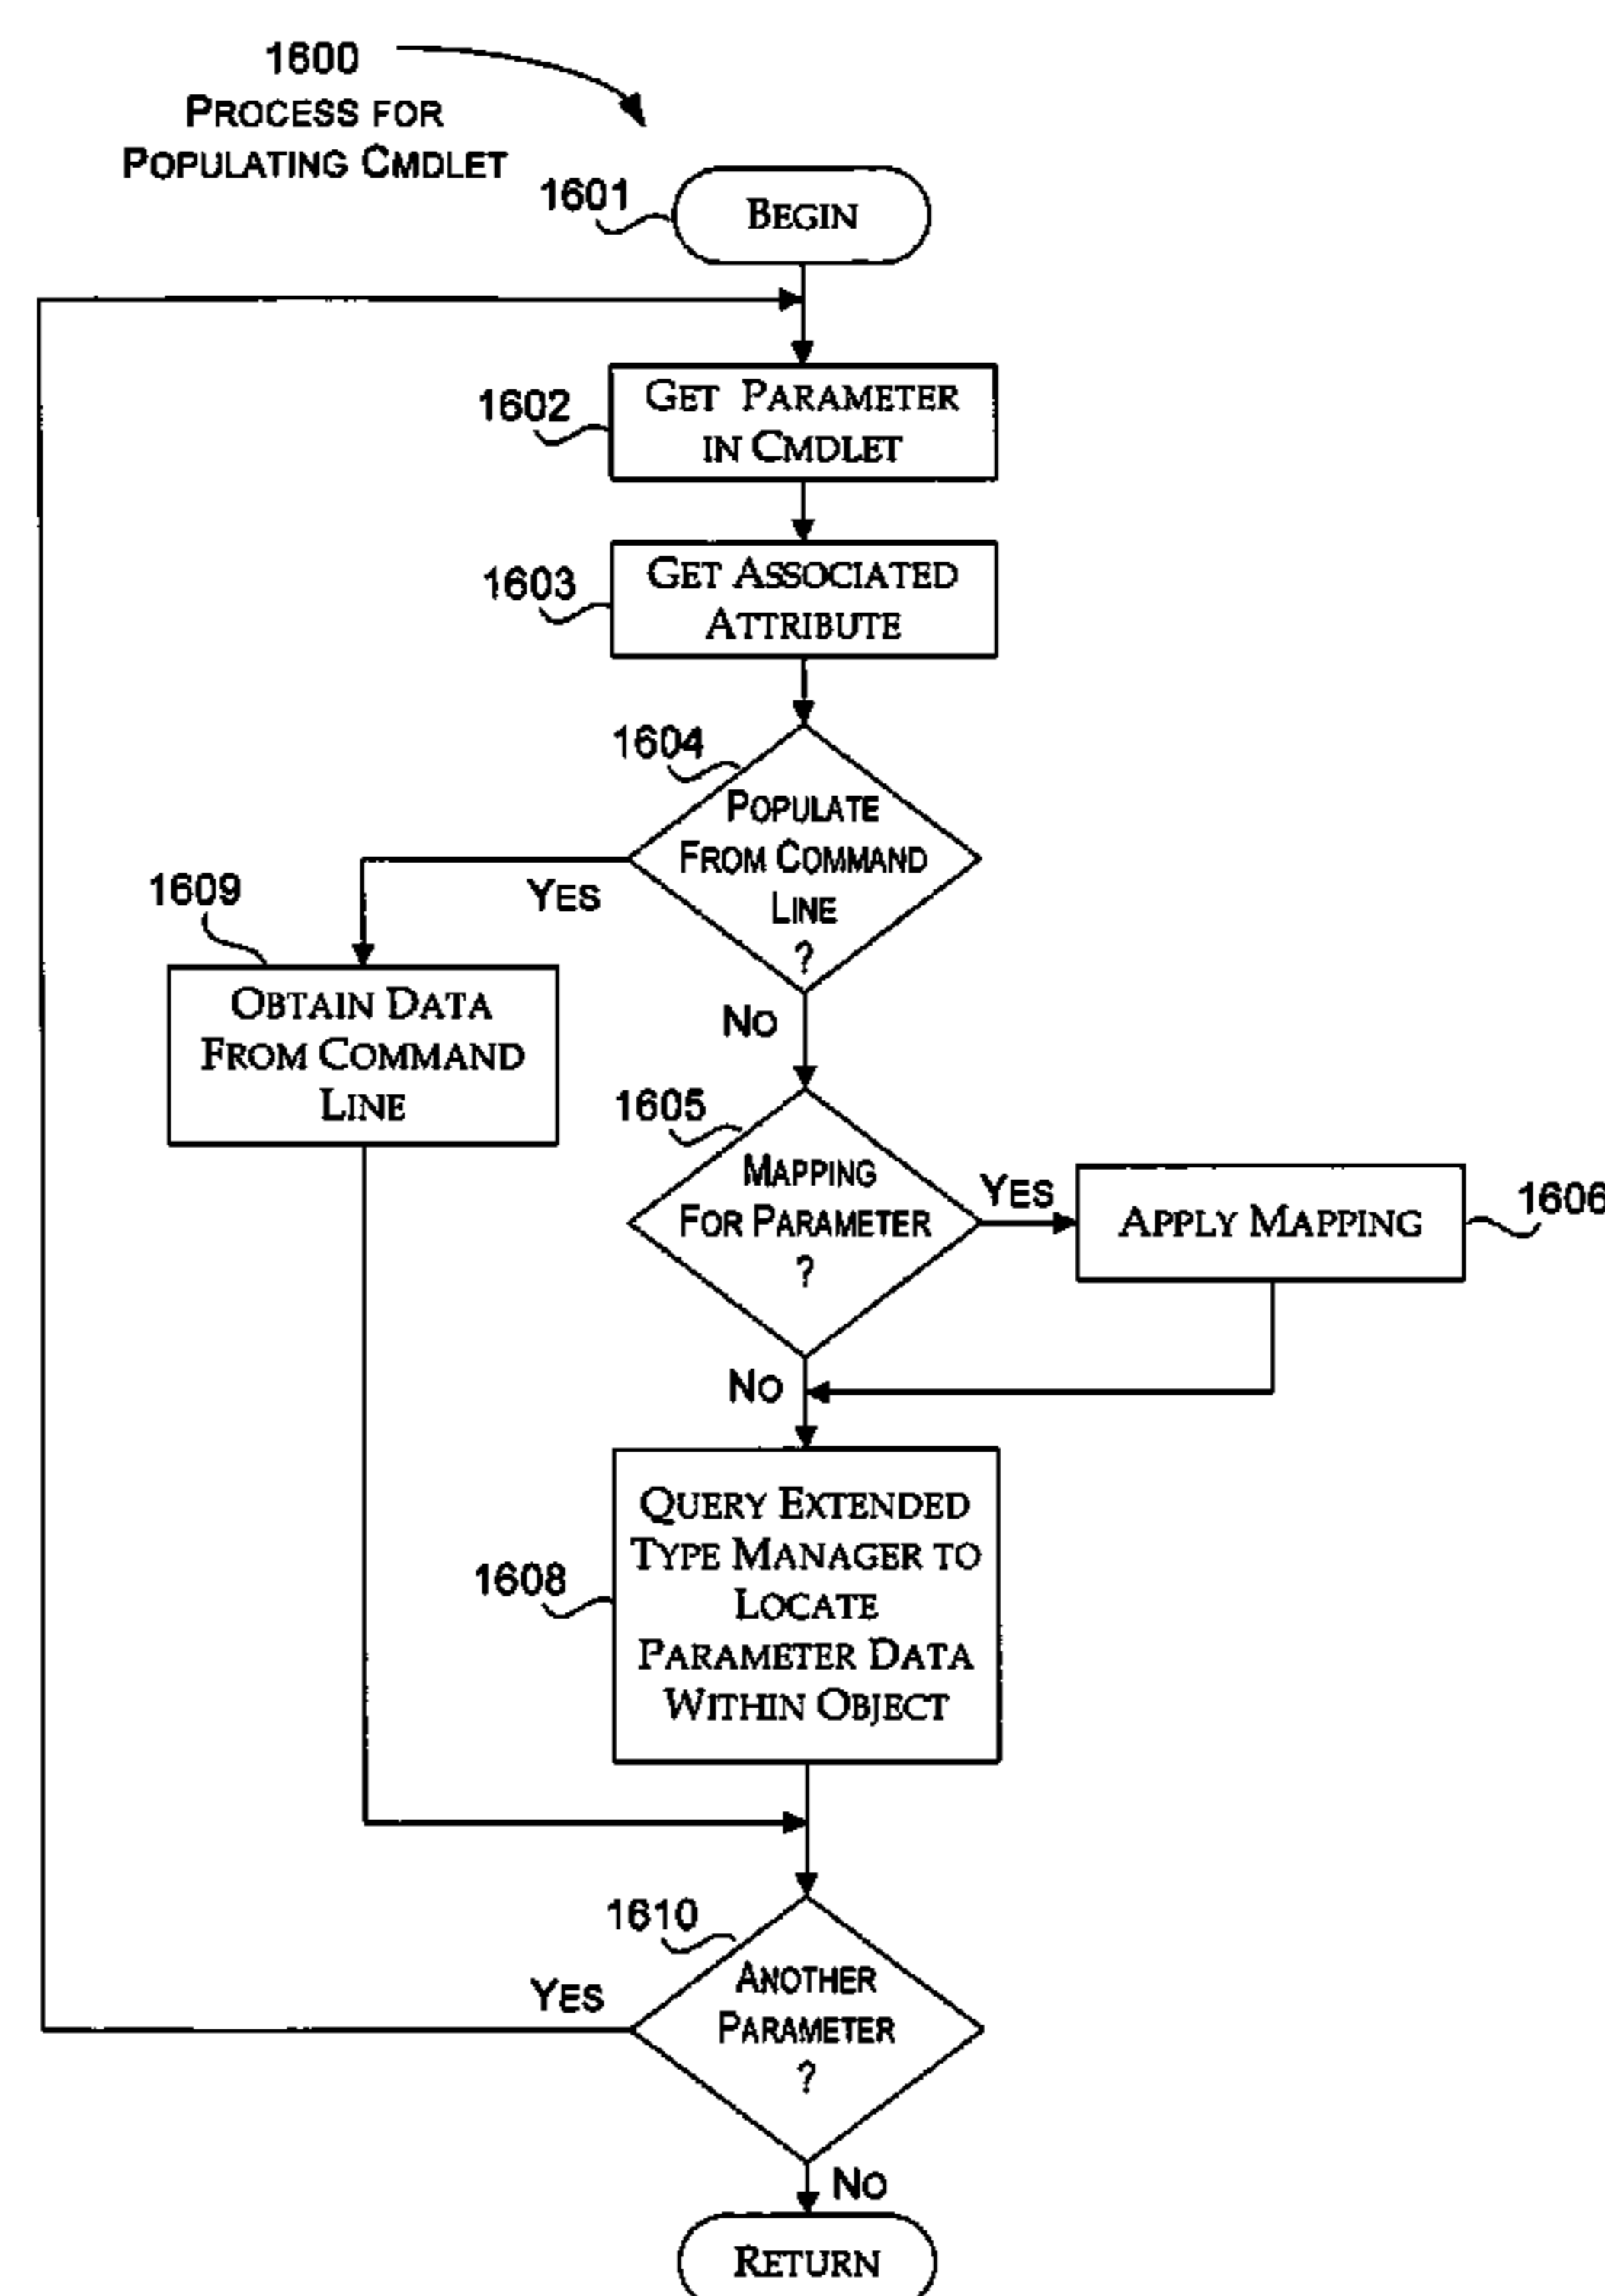 1600
PROCESS FOR
POPULATING CMDLET
1601
BEGIN
1602
GET PARAMETER
IN CMDLET
1603
GET ASSOCIATED
ATTRIBUTE
1604
POPULATE
FROM COMMAND
LINE
?
YES
1609
OBTAIN DATA
FROM COMMAND
LINE
NO
1605
MAPPING
FOR PARAMETER
?
YES
APPLY MAPPING
1606
NO
1608
QUERY EXTENDED
TYPE MANAGER TO
LOCATE
PARAMETER DATA
WITHIN OBJECT
1610
ANOTHER
PARAMETER
?
YES
NO
RETURN